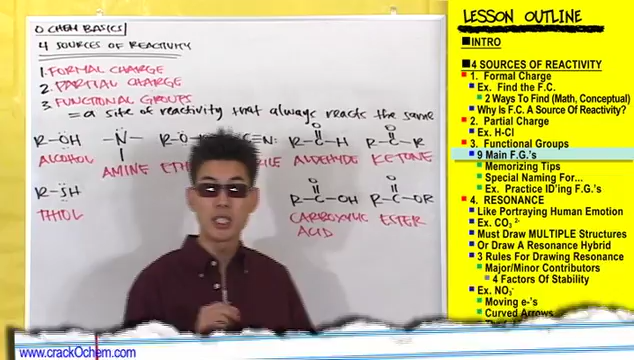 O CHEM BASICS
4 SOURCES OF REACTIVITY
1. FORMAL CHARGE
2. PARTIAL CHARGE
3. FUNCTIONAL GROUPS
= a site of reactivity that always reacts the same
R-ÖH
ALCOHOL
-N̈-
AMINE
R-Ö
ETH
C≡N:
RILE
O
R-C-H
ALDEHYDE
O
R-C-R
KETONE
R-S̈H
THIOL
O
R-C-OH
CARBOXYLIC
ACID
O
R-C-OR
ESTER
LESSON OUTLINE
INTRO
4 SOURCES OF REACTIVITY
1. Formal Charge
Ex. Find the F.C.
2 Ways To Find (Math, Conceptual)
Why Is F.C. A Source Of Reactivity?
2. Partial Charge
Ex. H-Cl
3. Functional Groups
9 Main F.G.'s
Memorizing Tips
Special Naming For...
Ex. Practice ID'ing F.G.'s
4. RESONANCE
Like Portraying Human Emotion
Ex. CO₃ ²⁻
Must Draw MULTIPLE Structures
Or Draw A Resonance Hybrid
3 Rules For Drawing Resonance
Major/Minor Contributors
4 Factors Of Stability
Ex. NO₃⁻
Moving e-'s
Curved Arrows
www.crackOchem.com